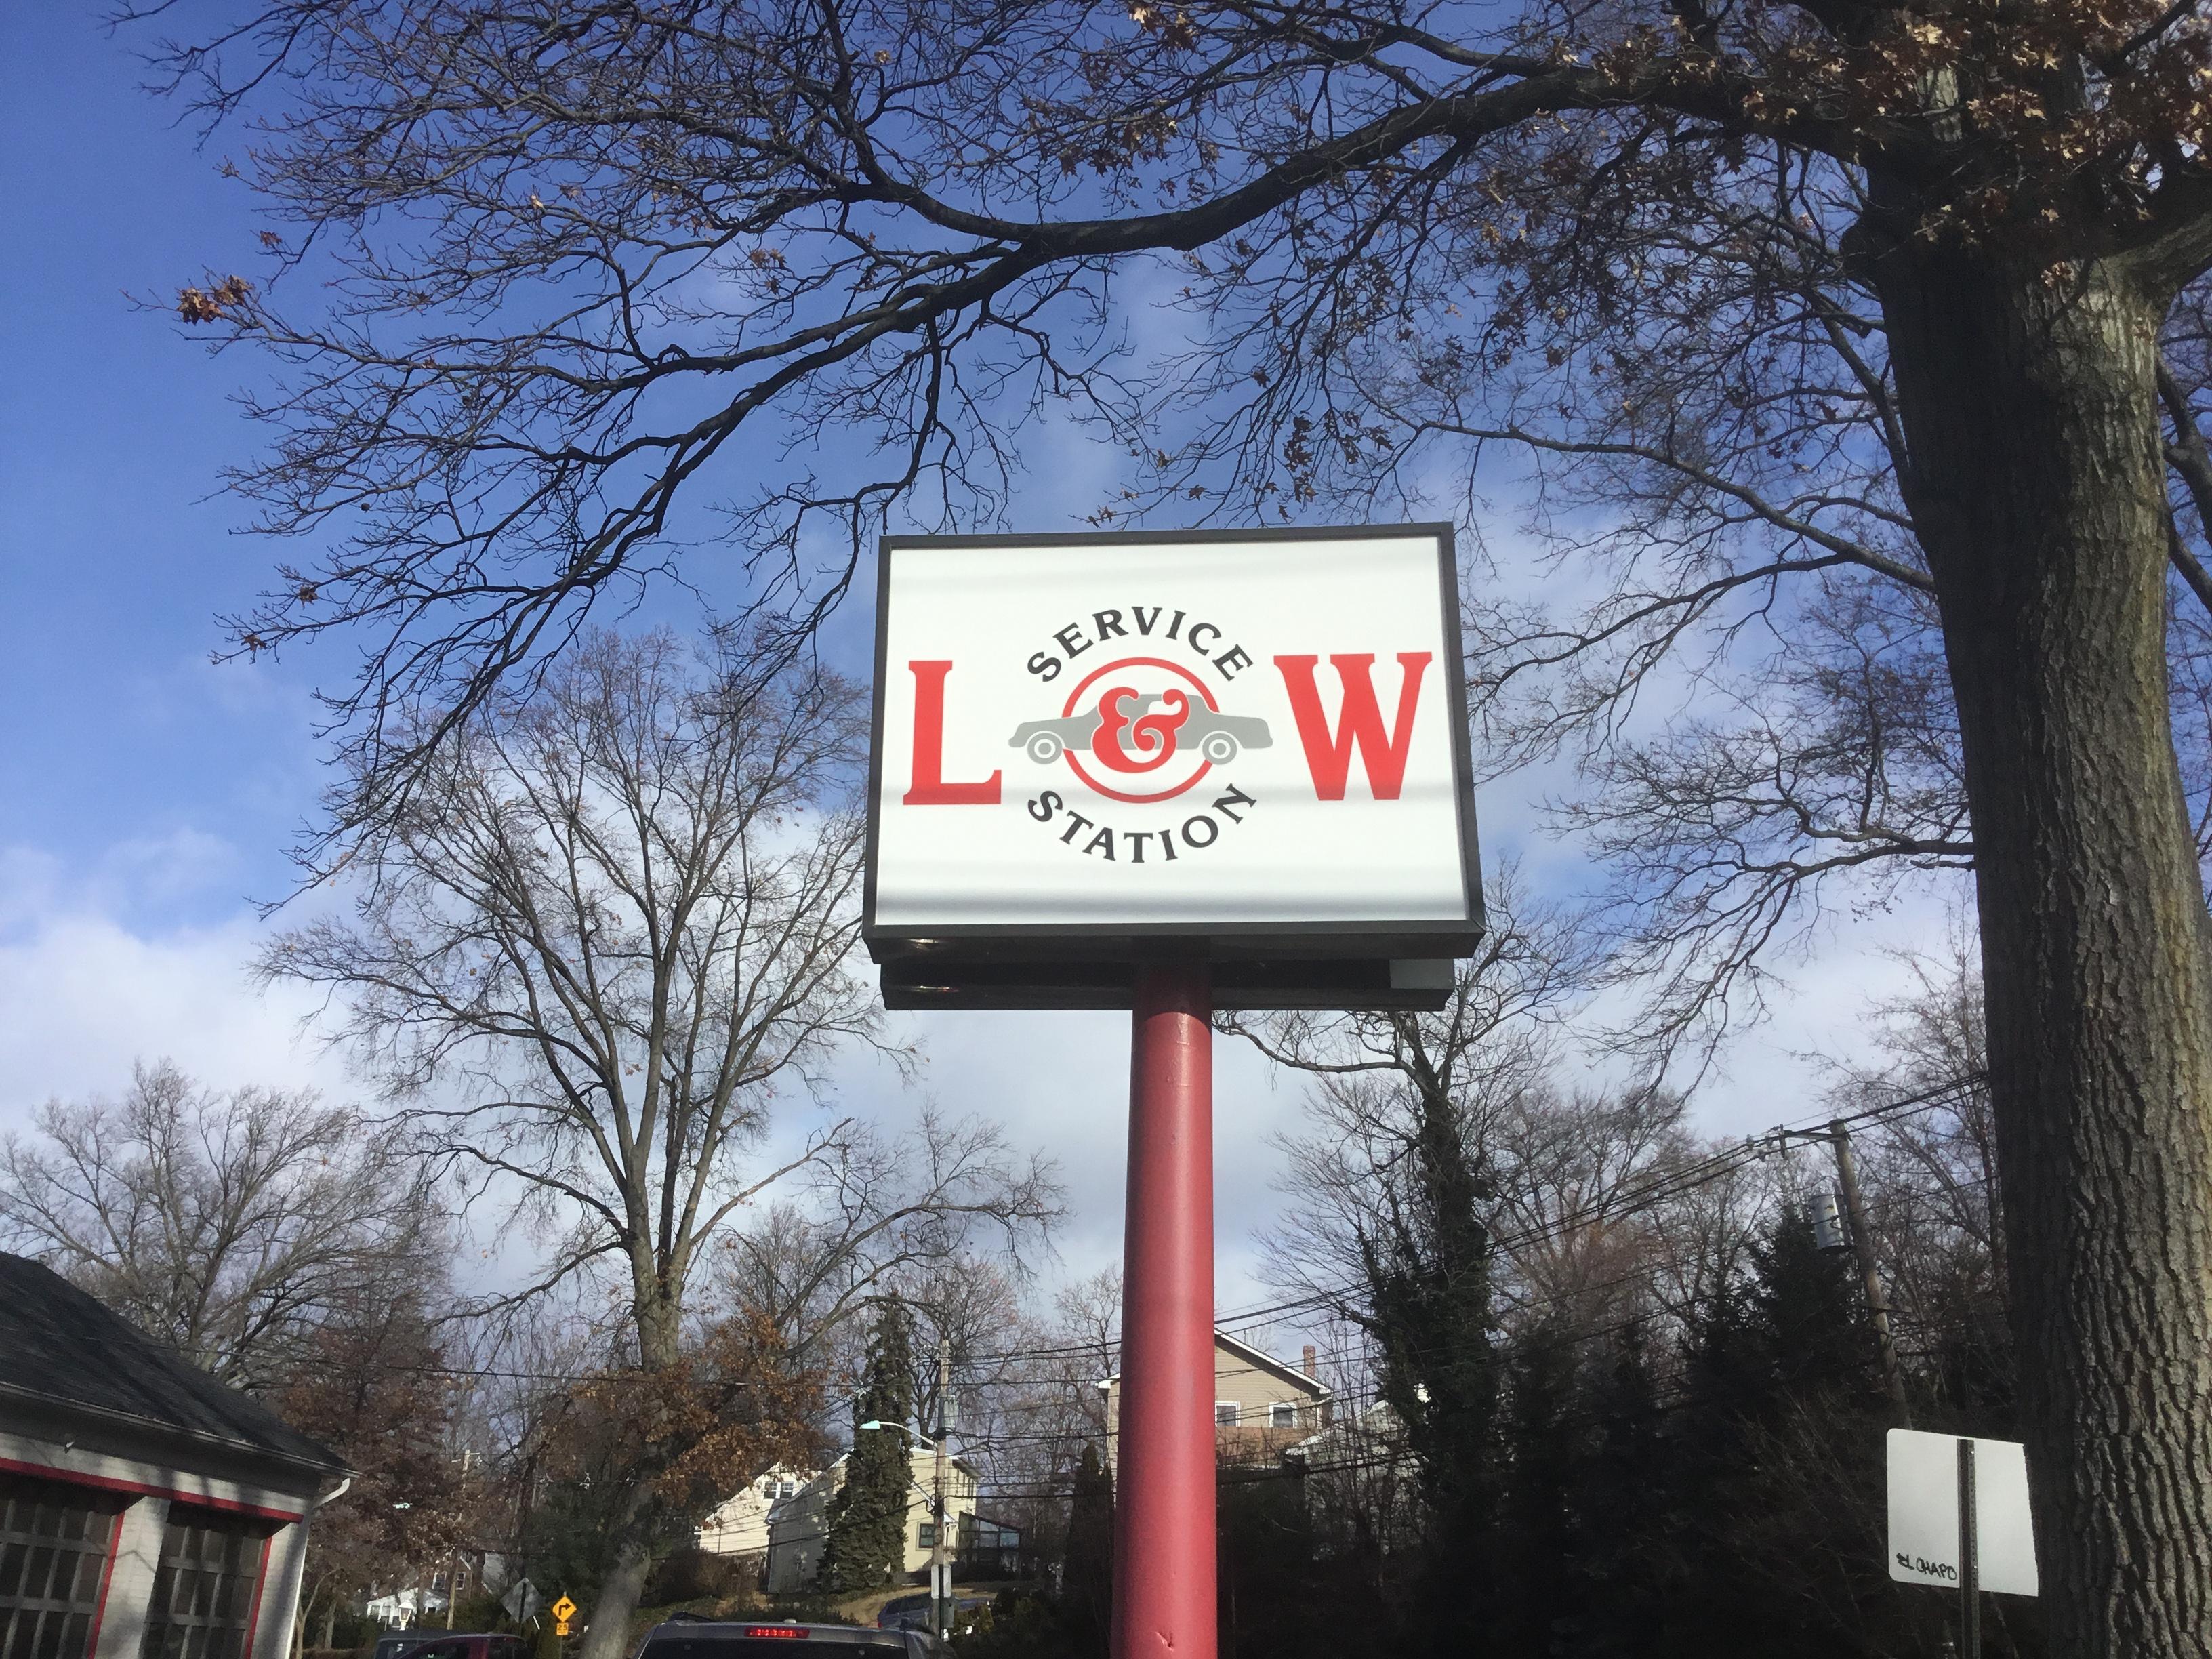 SERVICE
L & W
STATION
EL CHAPO